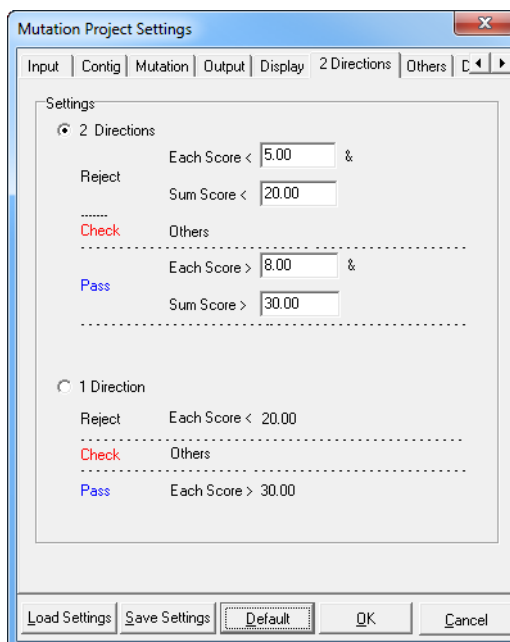 Mutation Project Settings
Input Contig Mutation Output Display 2 Directions Others
Settings
2 Directions
Each Score < 5.00 &
Reject
Sum Score < 20.00
Check Others
Each Score > 8.00 &
Pass
Sum Score > 30.00
1 Direction
Reject Each Score < 20.00
Check Others
Pass Each Score > 30.00
Load Settings Save Settings Default OK Cancel